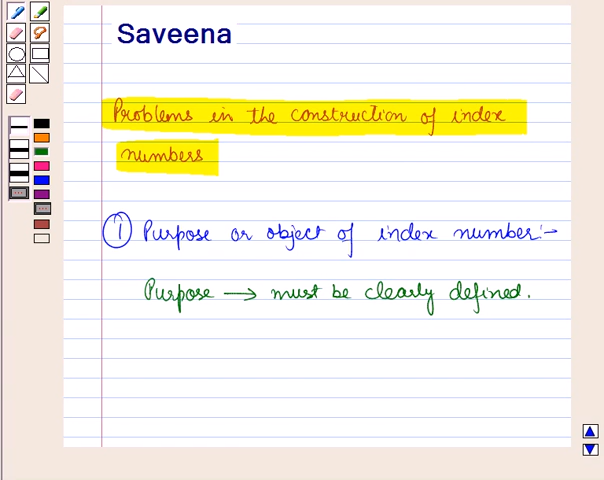 Saveena
Problems in the construction of index
numbers
① Purpose or object of index number:-
Purpose → must be clearly defined.